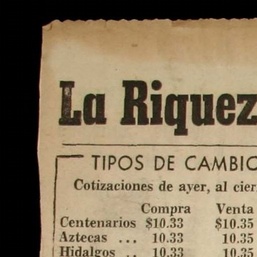 La Riquez
TIPOS DE CAMBIO
Cotizaciones de ayer, al cier
Compra Venta
Centenarios $10.33 $10.35
Aztecas ... 10.33 10.35
Hidalgos .. 10.33 10.35